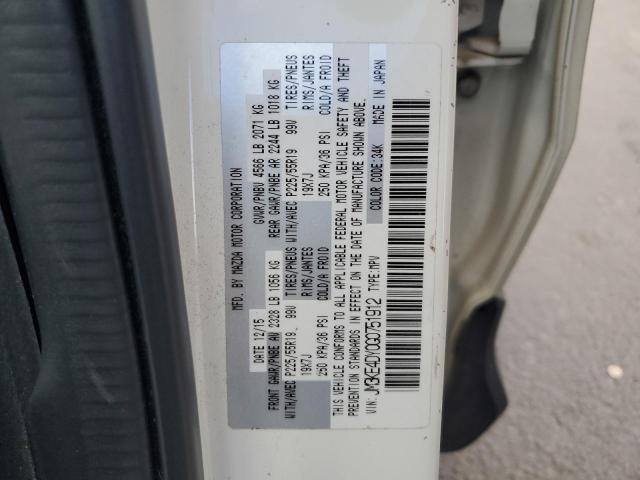 MFD. BY MAZDA MOTOR CORPORATION
DATE 12/15 GVWR/PNBV 4566 LB 2071 KG
FRONT GAWR/PNBE AV 2328 LB 1056 KG REAR GAWR/PNBE AR 2244 LB 1018 KG
WITH/AVEC P225/55R19 99V TIRES/PNEUS WITH/AVEC P225/55R19 99V TIRES/PNEUS
19X7J RIMS/JANTES 19X7J RIMS/JANTES
250 KPA/36 PSI COLD/A FROID 250 KPA/36 PSI COLD/A FROID
THIS VEHICLE CONFORMS TO ALL APPLICABLE FEDERAL MOTOR VEHICLE SAFETY AND THEFT
PREVENTION STANDARDS IN EFFECT ON THE DATE OF MANUFACTURE SHOWN ABOVE.
VIN: JM3KE4DY0G0751912 TYPE:MPV
COLOR CODE:34K MADE IN JAPAN